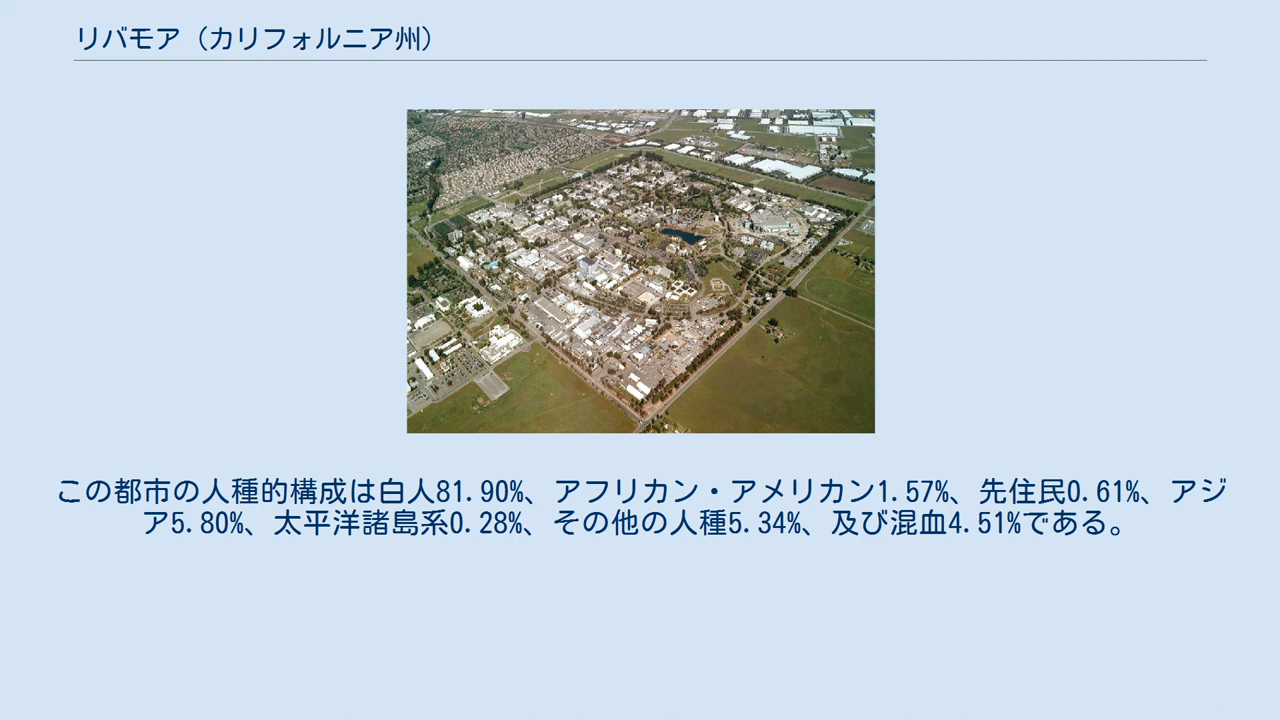 リバモア（カリフォルニア州）
この都市の人種的構成は白人81.90%、アフリカン・アメリカン1.57%、先住民0.61%、アジ
ア5.80%、太平洋諸島系0.28%、その他の人種5.34%、及び混血4.51%である。